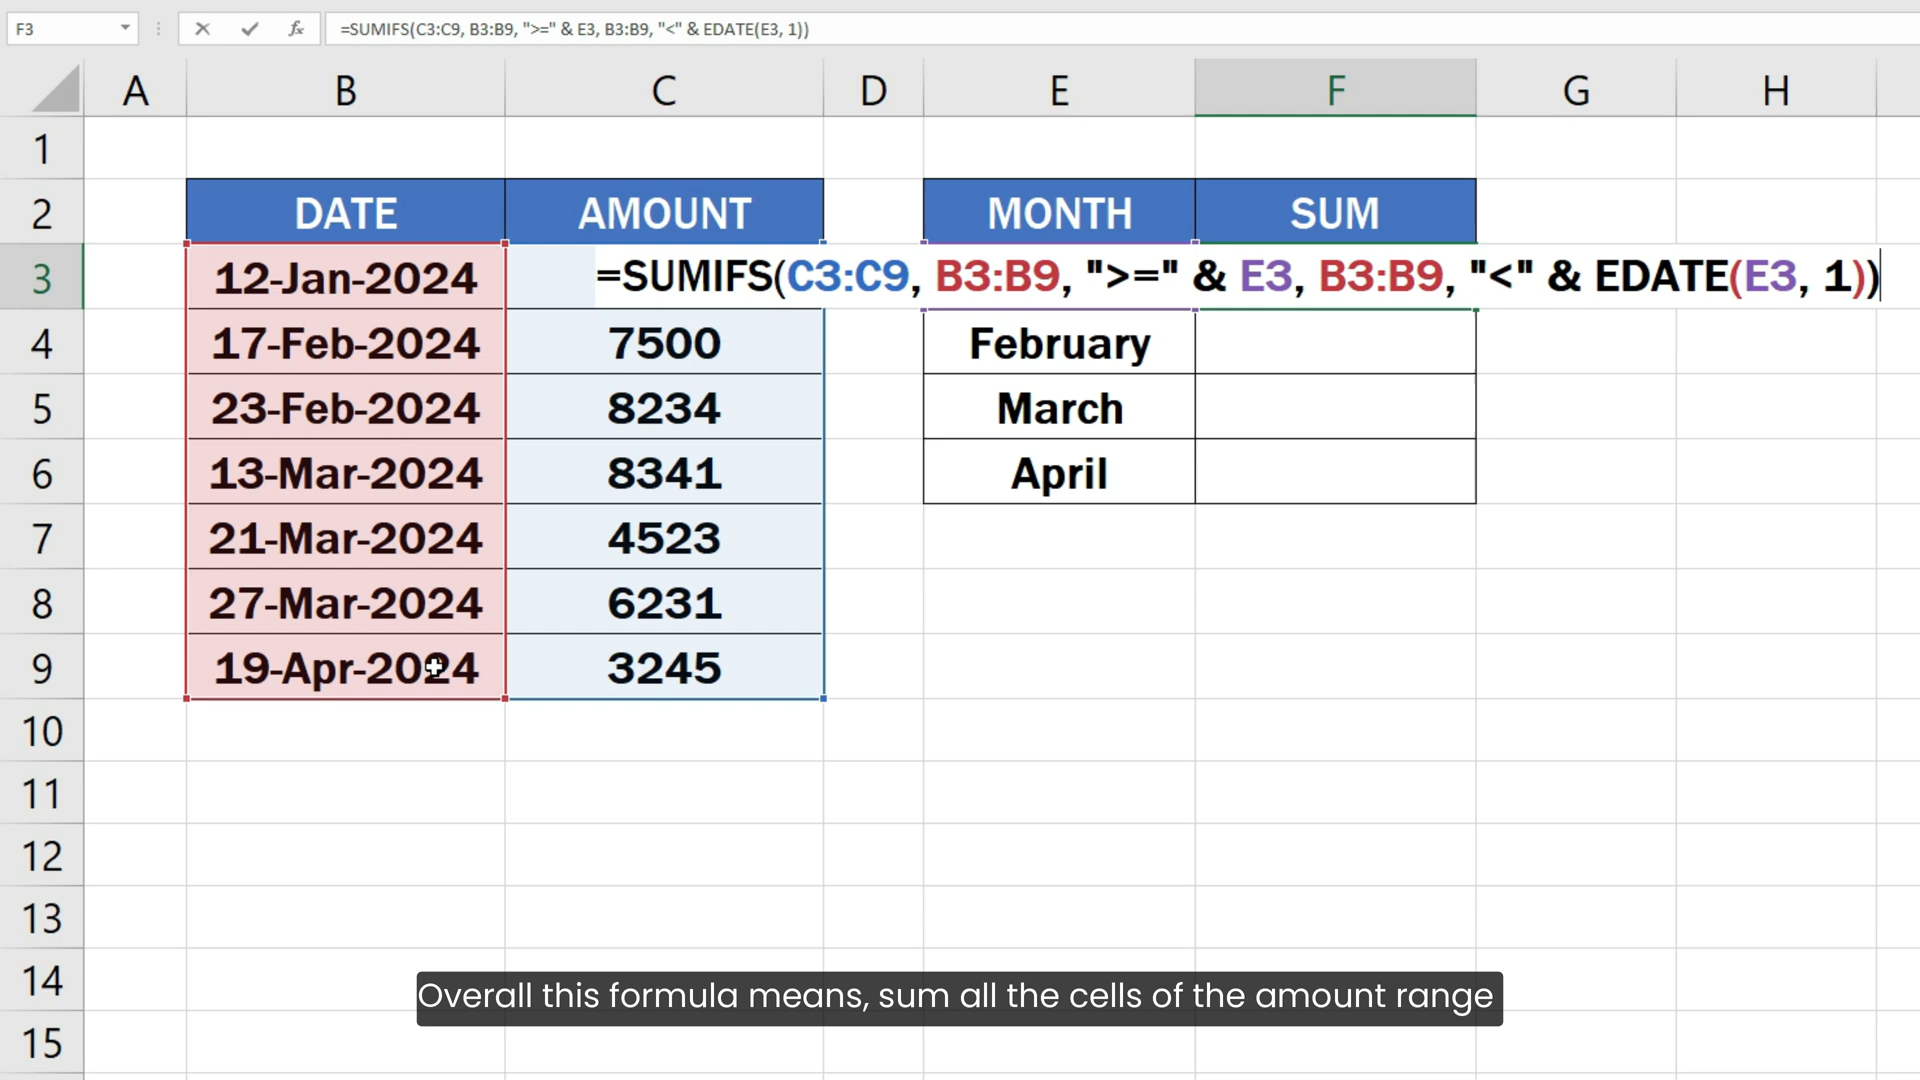 F3 =SUMIFS(C3:C9, B3:B9, ">=" & E3, B3:B9, "<" & EDATE(E3, 1))
A B C D E F G H
1
2 DATE AMOUNT MONTH SUM
3 12-Jan-2024 =SUMIFS(C3:C9, B3:B9, ">=" & E3, B3:B9, "<" & EDATE(E3, 1))
4 17-Feb-2024 7500 February
5 23-Feb-2024 8234 March
6 13-Mar-2024 8341 April
7 21-Mar-2024 4523
8 27-Mar-2024 6231
9 19-Apr-2024 3245
10
11
12
13
14
Overall this formula means, sum all the cells of the amount range
15